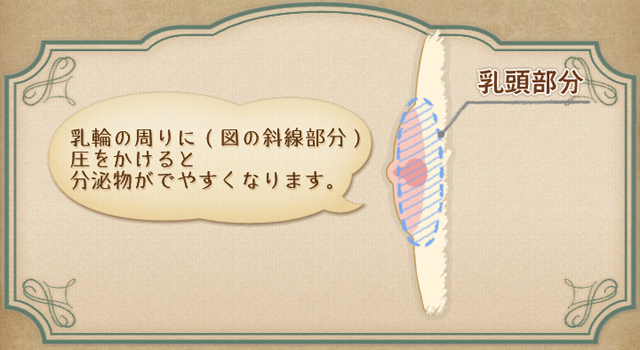 乳頭部分
乳輪の周りに(図の斜線部分)
圧をかけると
分泌物がでやすくなります。